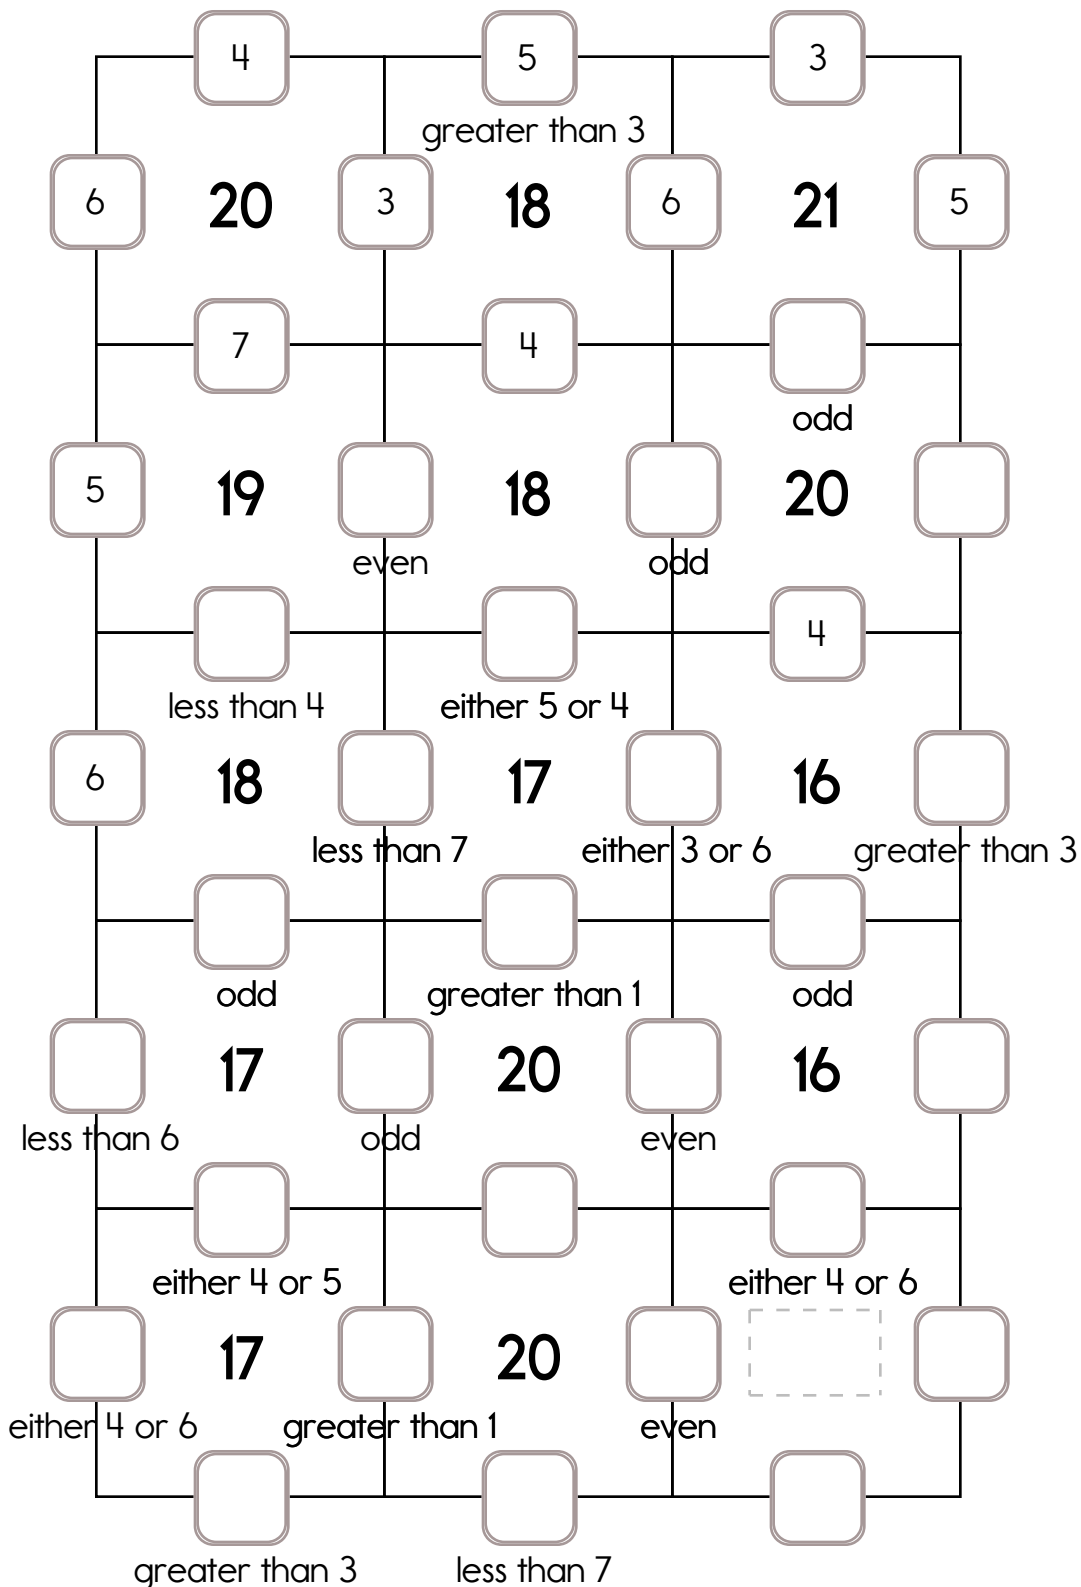 4 5 3
greater than 3
6 20 3 18 6 21 5
7 4
odd
5 19 18 20
even odd
4
less than 4 either 5 or 4
6 18 17 16
less than 7 either 3 or 6 greater than 3
odd greater than 1 odd
17 20 16
less than 6 odd even
either 4 or 5 either 4 or 6
17 20
either 4 or 6 greater than 1 even
greater than 3 less than 7